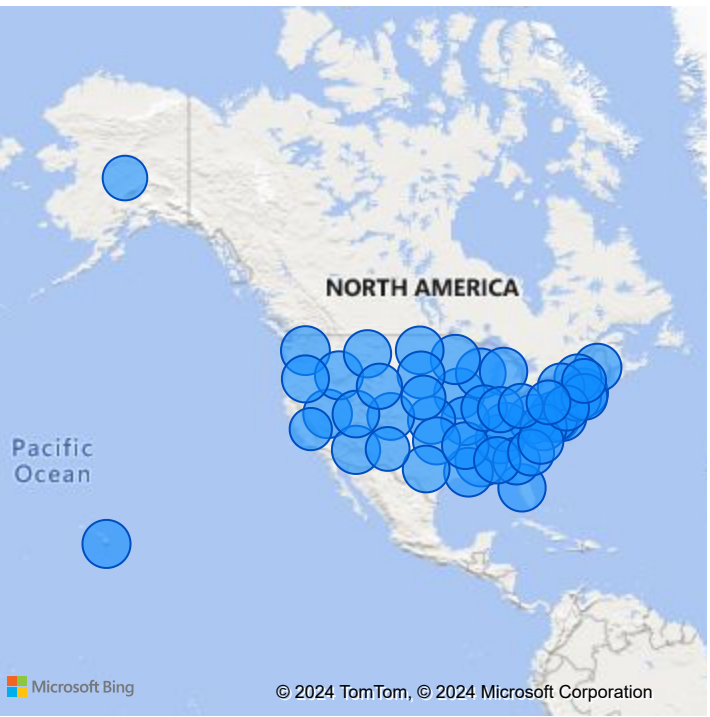 NORTH AMERICA
Pacific
Ocean
Microsoft Bing
© 2024 TomTom, © 2024 Microsoft Corporation